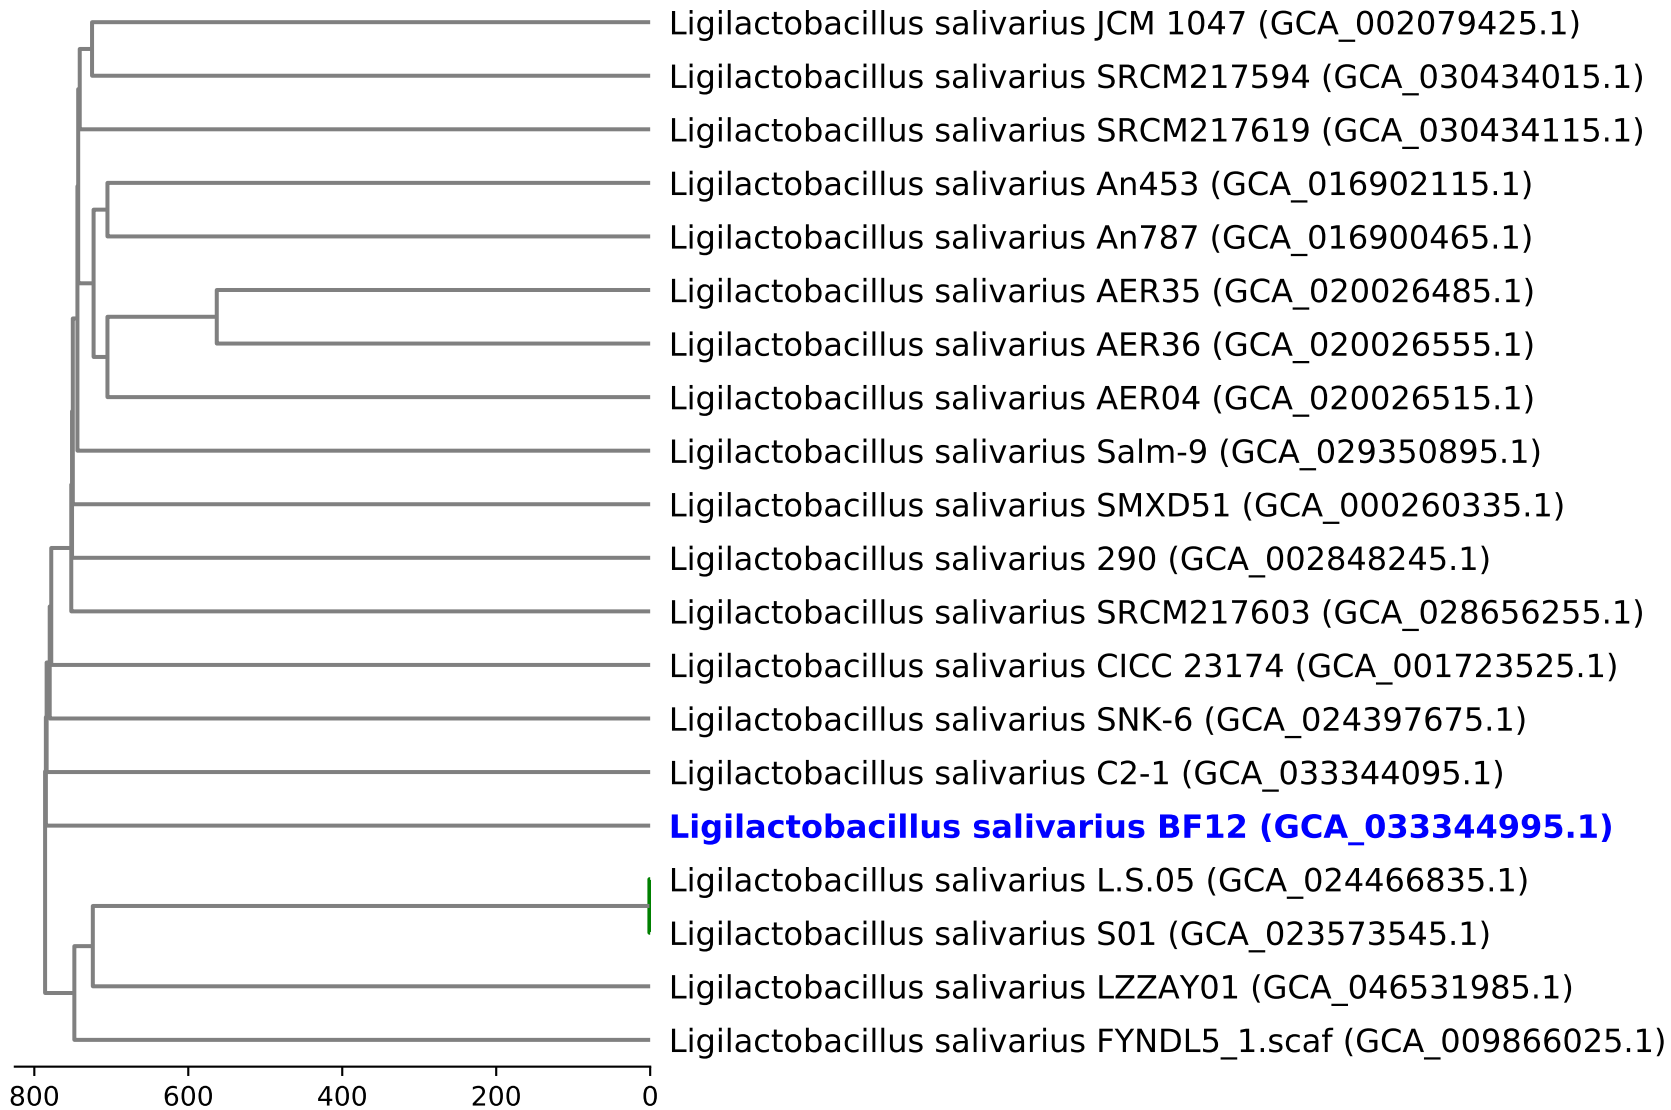 Ligilactobacillus salivarius JCM 1047 (GCA_002079425.1)
Ligilactobacillus salivarius SRCM217594 (GCA_030434015.1)
Ligilactobacillus salivarius SRCM217619 (GCA_030434115.1)
Ligilactobacillus salivarius An453 (GCA_016902115.1)
Ligilactobacillus salivarius An787 (GCA_016900465.1)
Ligilactobacillus salivarius AER35 (GCA_020026485.1)
Ligilactobacillus salivarius AER36 (GCA_020026555.1)
Ligilactobacillus salivarius AER04 (GCA_020026515.1)
Ligilactobacillus salivarius Salm-9 (GCA_029350895.1)
Ligilactobacillus salivarius SMXD51 (GCA_000260335.1)
Ligilactobacillus salivarius 290 (GCA_002848245.1)
Ligilactobacillus salivarius SRCM217603 (GCA_028656255.1)
Ligilactobacillus salivarius CICC 23174 (GCA_001723525.1)
Ligilactobacillus salivarius SNK-6 (GCA_024397675.1)
Ligilactobacillus salivarius C2-1 (GCA_033344095.1)
Ligilactobacillus salivarius BF12 (GCA_033344995.1)
Ligilactobacillus salivarius L.S.05 (GCA_024466835.1)
Ligilactobacillus salivarius S01 (GCA_023573545.1)
Ligilactobacillus salivarius LZZAY01 (GCA_046531985.1)
Ligilactobacillus salivarius FYNDL5_1.scaf (GCA_009866025.1)
800 600 400 200 0